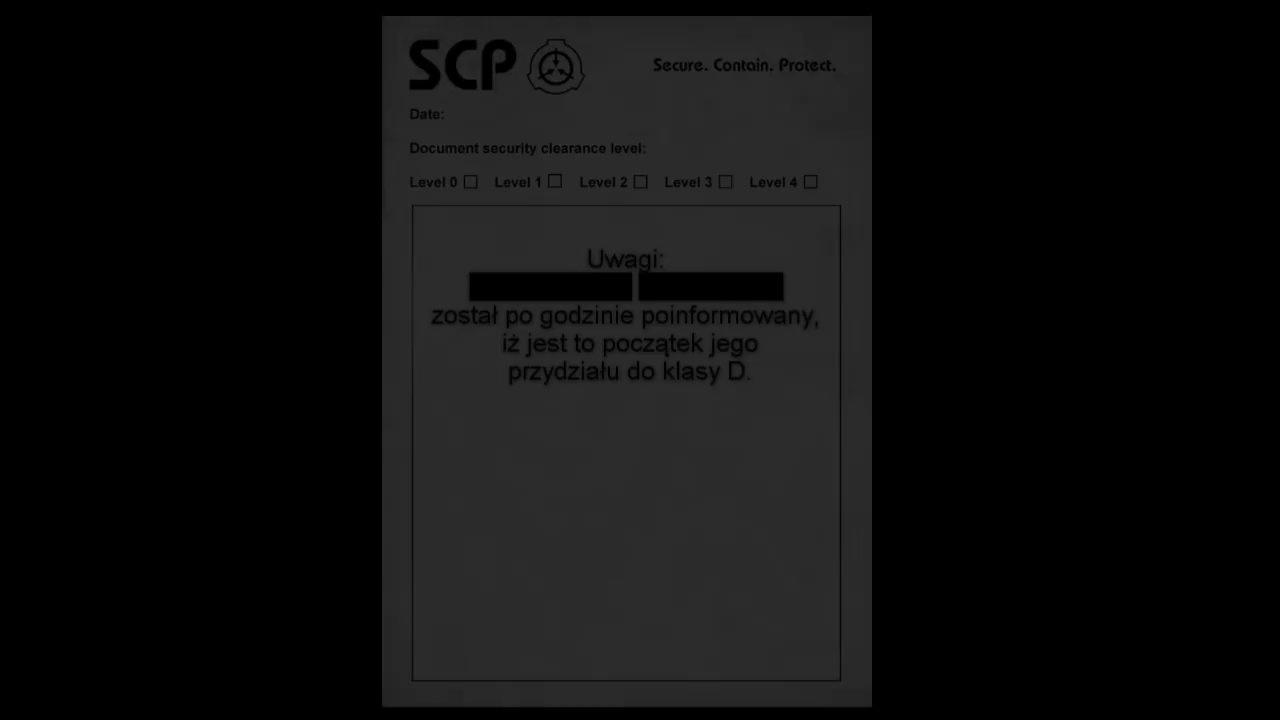 SCP Secure. Contain. Protect.
Date:
Document security clearance level:
Level 0 Level 1 Level 2 Level 3 Level 4
Uwagi:
został po godzinie poinformowany,
iż jest to początek jego
przydziału do klasy D.